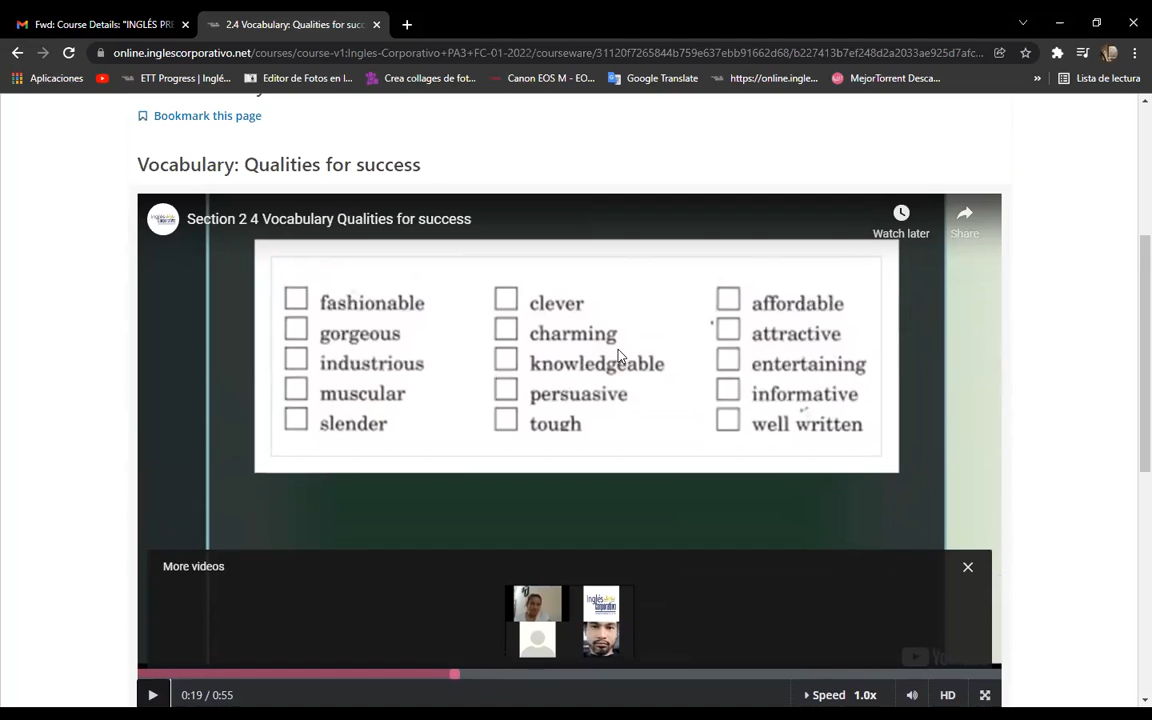 Fwd: Course Details: "INGLÉS PRE
2.4 Vocabulary: Qualities for succ
online.inglescorporativo.net/courses/course-v1:Ingles-Corporativo+PA3+FC-01-2022/courseware/31120f7265844b759e637ebb91662d68/b227413b7ef248d2a2033ae925d7afc...
Aplicaciones
ETT Progress | Inglé...
Editor de Fotos en l...
Crea collages de fot...
Canon EOS M - EO...
Google Translate
https://online.ingle...
MejorTorrent Desca...
»
Lista de lectura
Bookmark this page
Vocabulary: Qualities for success
Section 2 4 Vocabulary Qualities for success
Watch later
Share
fashionable
gorgeous
industrious
muscular
slender
clever
charming
knowledgeable
persuasive
tough
affordable
attractive
entertaining
informative
well written
More videos
0:19 / 0:55
Speed 1.0x
HD